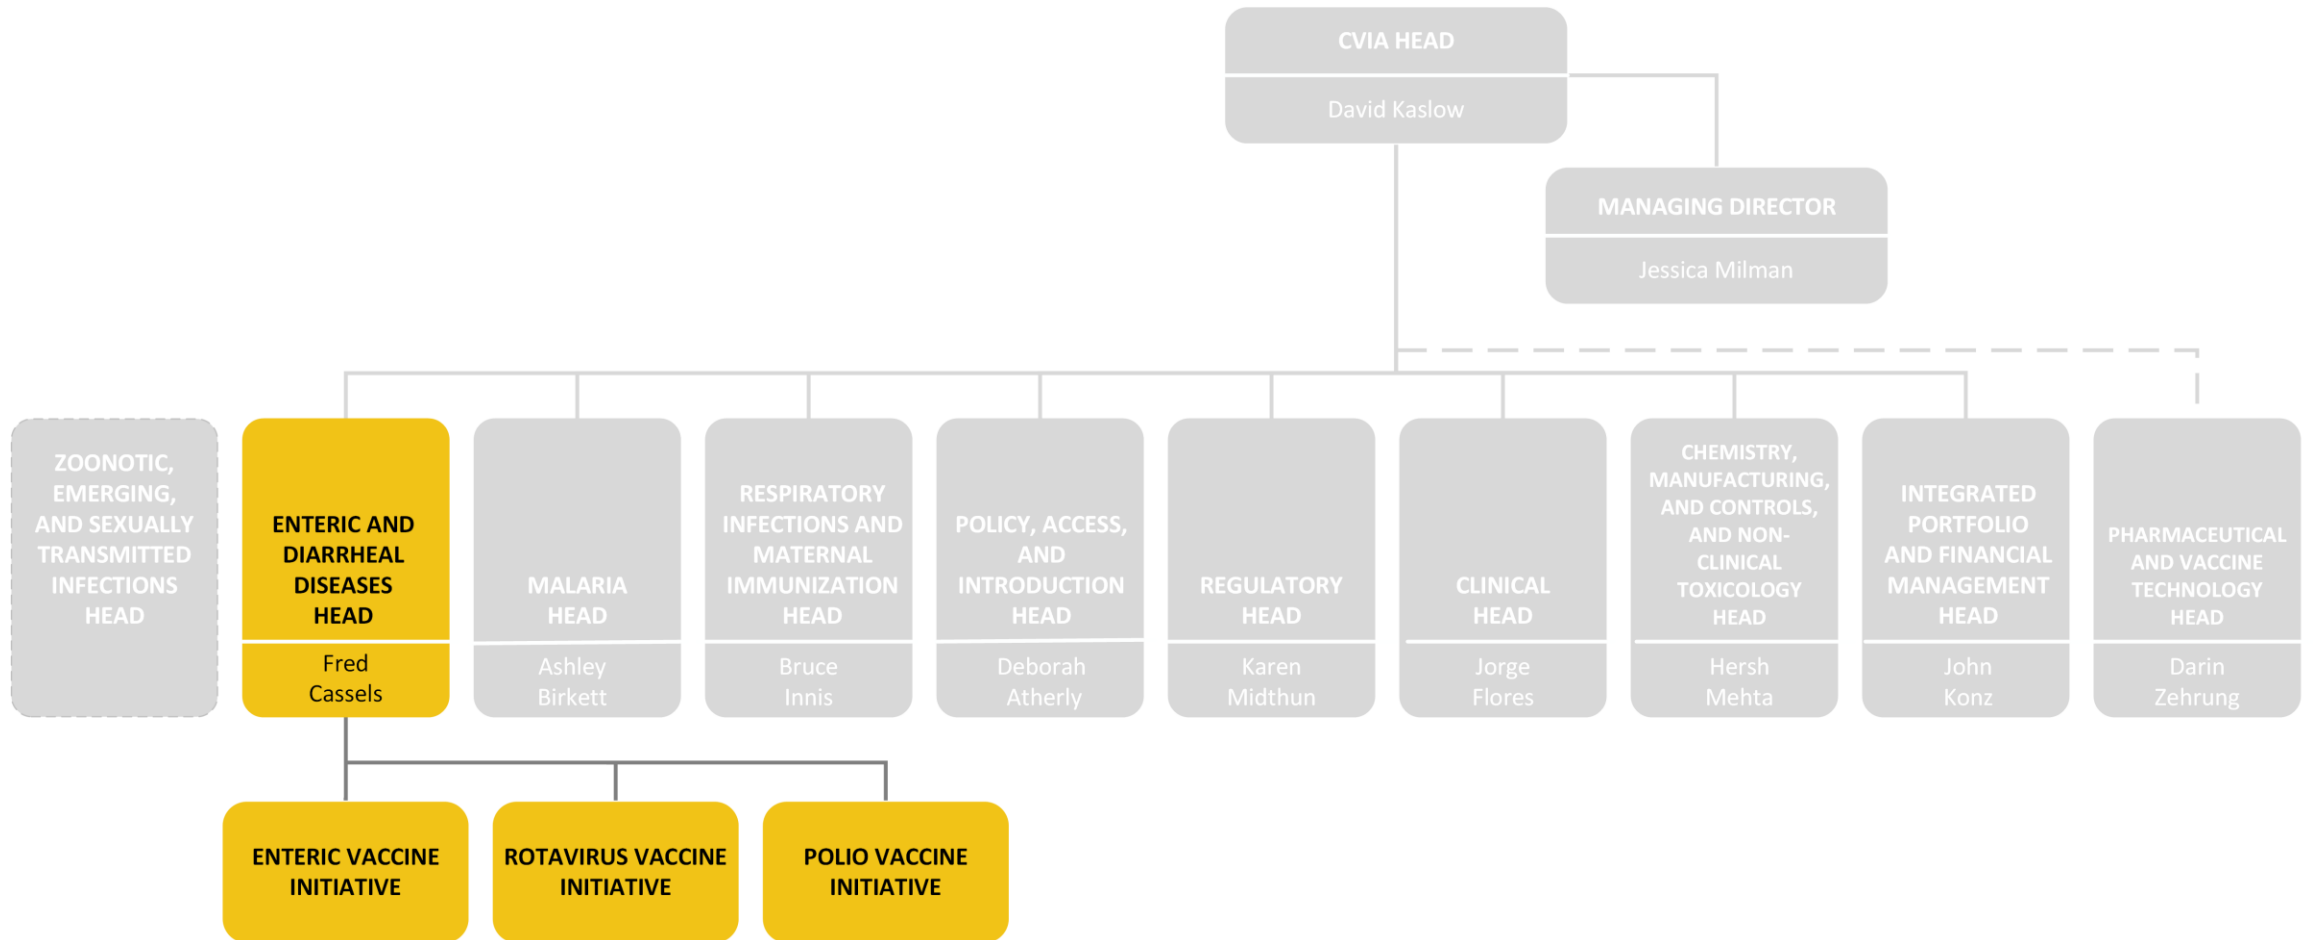 CVIA HEAD
David Kaslow
MANAGING DIRECTOR
Jessica Milman
ZOONOTIC,
EMERGING,
AND SEXUALLY
TRANSMITTED
INFECTIONS
HEAD
ENTERIC AND
DIARRHEAL
DISEASES
HEAD
Fred
Cassels
MALARIA
HEAD
Ashley
Birkett
RESPIRATORY
INFECTIONS AND
MATERNAL
IMMUNIZATION
HEAD
Bruce
Innis
POLICY, ACCESS,
AND
INTRODUCTION
HEAD
Deborah
Atherly
REGULATORY
HEAD
Karen
Midthun
CLINICAL
HEAD
Jorge
Flores
CHEMISTRY,
MANUFACTURING,
AND CONTROLS,
AND NON-
CLINICAL
TOXICOLOGY
HEAD
Hersh
Mehta
INTEGRATED
PORTFOLIO
AND FINANCIAL
MANAGEMENT
HEAD
John
Konz
PHARMACEUTICAL
AND VACCINE
TECHNOLOGY
HEAD
Darin
Zehrung
ENTERIC VACCINE
INITIATIVE
ROTAVIRUS VACCINE
INITIATIVE
POLIO VACCINE
INITIATIVE